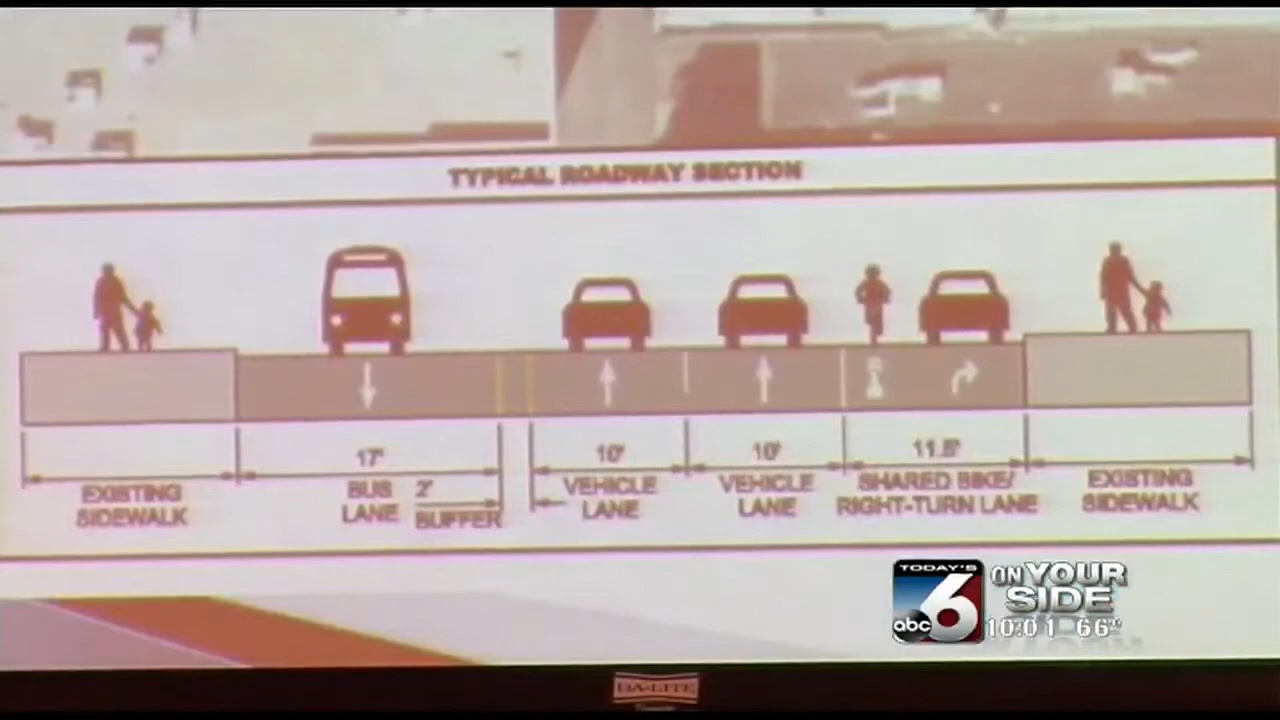 TYPICAL ROADWAY SECTION
17'
10'
10'
11.5'
EXISTING SIDEWALK
BUS LANE
2' BUFFER
VEHICLE LANE
VEHICLE LANE
SHARED BIKE/ RIGHT-TURN LANE
EXISTING SIDEWALK
TODAY'S
6
abc
ON YOUR SIDE
10:01 66°
DA-LITE